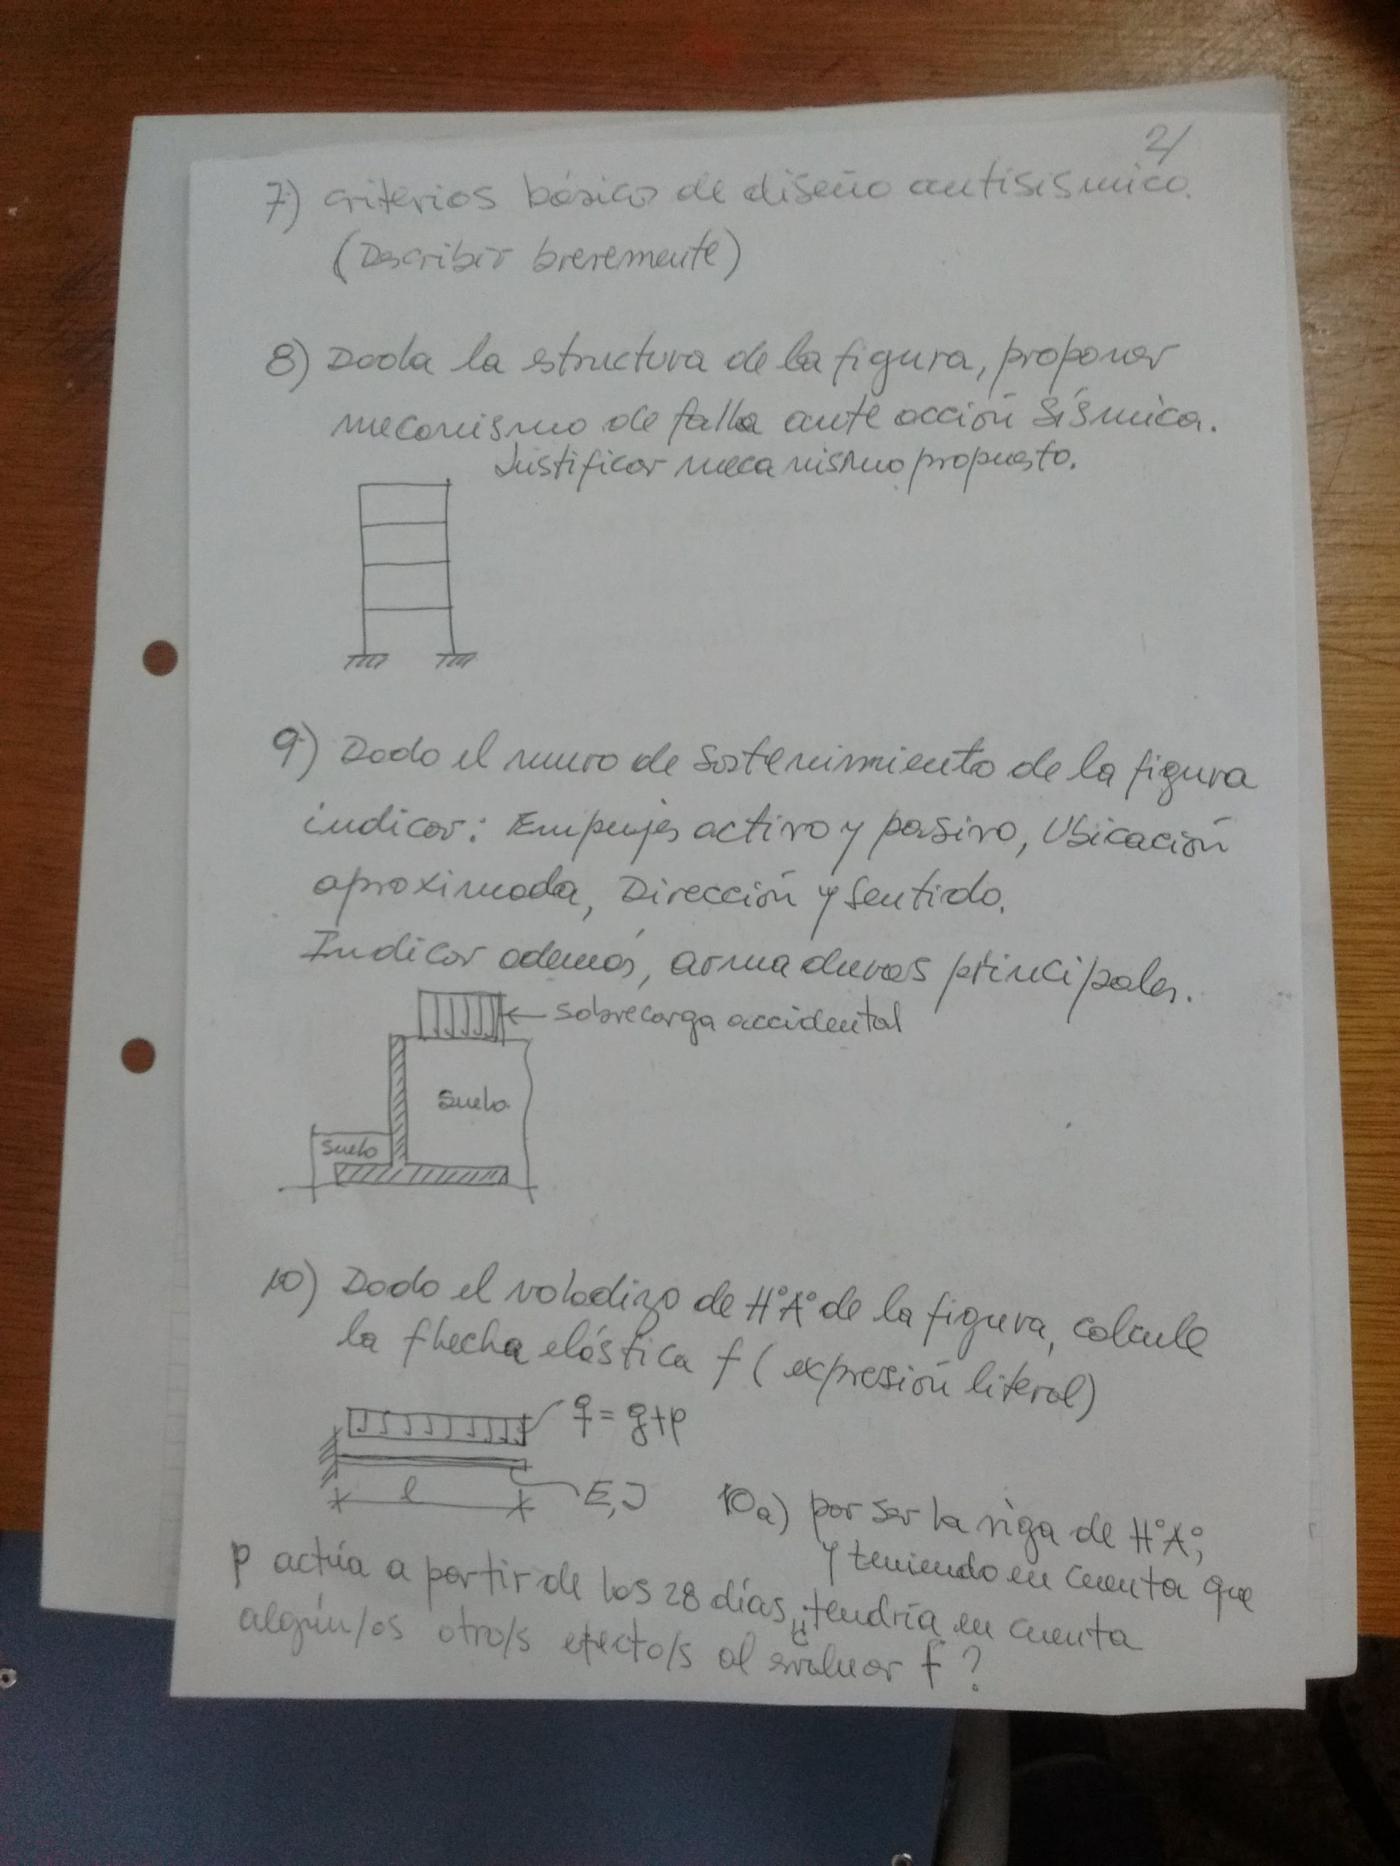 2/
7) criterios básicos de diseño antisísmico.
(Describir brevemente)
8) Dada la estructura de la figura, proponer
mecanismo de falla ante acción sísmica.
Justificar mecanismo propuesto.
9) Dado el muro de sostenimiento de la figura
indicar: Empujes activo y pasivo, Ubicación
aproximada, Dirección y Sentido.
Indicar además, armaduras principales.
sobrecarga accidental
suelo
suelo
10) Dado el voladizo de H°A° de la figura, calcule
la flecha elástica f (expresión literal)
q = g+p
l
E, J
10a) por ser la viga de H°A°,
y teniendo en cuenta que
p actúa a partir de los 28 días, ¿tendría en cuenta
algún/os otro/s efecto/s al evaluar f ?